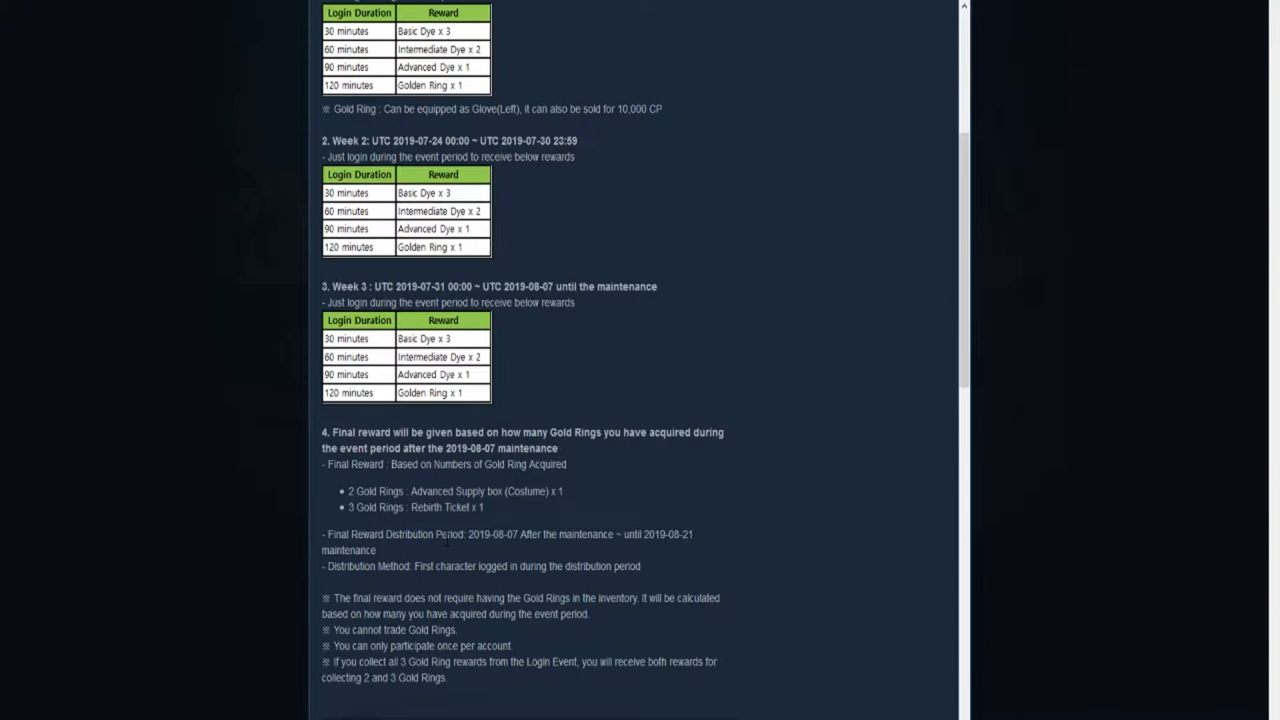 Login Duration Reward
30 minutes Basic Dye x 3
60 minutes Intermediate Dye x 2
90 minutes Advanced Dye x 1
120 minutes Golden Ring x 1
※ Gold Ring : Can be equipped as Glove(Left), it can also be sold for 10,000 CP
2. Week 2: UTC 2019-07-24 00:00 ~ UTC 2019-07-30 23:59
- Just login during the event period to receive below rewards
Login Duration Reward
30 minutes Basic Dye x 3
60 minutes Intermediate Dye x 2
90 minutes Advanced Dye x 1
120 minutes Golden Ring x 1
3. Week 3 : UTC 2019-07-31 00:00 ~ UTC 2019-08-07 until the maintenance
- Just login during the event period to receive below rewards
Login Duration Reward
30 minutes Basic Dye x 3
60 minutes Intermediate Dye x 2
90 minutes Advanced Dye x 1
120 minutes Golden Ring x 1
4. Final reward will be given based on how many Gold Rings you have acquired during
the event period after the 2019-08-07 maintenance
- Final Reward : Based on Numbers of Gold Ring Acquired
• 2 Gold Rings : Advanced Supply box (Costume) x 1
• 3 Gold Rings : Rebirth Ticket x 1
- Final Reward Distribution Period: 2019-08-07 After the maintenance ~ until 2019-08-21
maintenance
- Distribution Method: First character logged in during the distribution period
※ The final reward does not require having the Gold Rings in the inventory. It will be calculated
based on how many you have acquired during the event period.
※ You cannot trade Gold Rings.
※ You can only participate once per account.
※ If you collect all 3 Gold Ring rewards from the Login Event, you will receive both rewards for
collecting 2 and 3 Gold Rings.